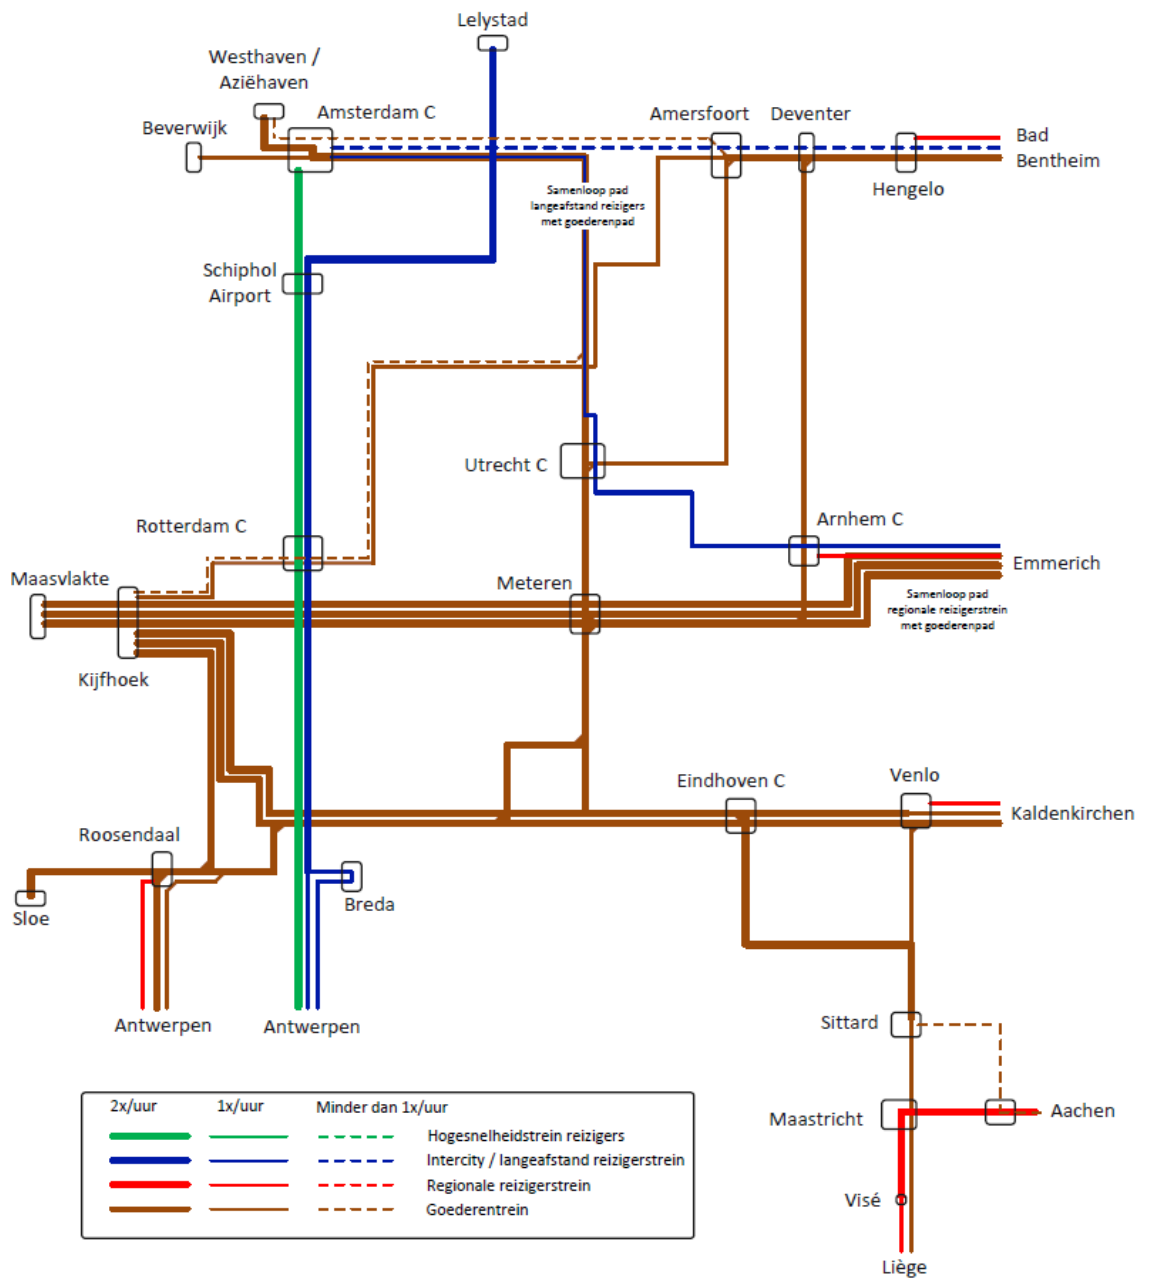 Lelystad
Westhaven /
Aziëhaven
Amsterdam C
Amersfoort
Deventer
Beverwijk
Bad
Bentheim
Hengelo
Samenloop pad
langeafstand reizigers
met goederenpad
Schiphol
Airport
Utrecht C
Rotterdam C
Arnhem C
Maasvlakte
Meteren
Emmerich
Samenloop pad
regionale reizigerstrein
met goederenpad
Kijfhoek
Eindhoven C
Venlo
Kaldenkirchen
Roosendaal
Sloe
Breda
Antwerpen
Antwerpen
Sittard
Maastricht
Aachen
Visé
Liège
2x/uur 1x/uur Minder dan 1x/uur
Hogesnelheidstrein reizigers
Intercity / langeafstand reizigerstrein
Regionale reizigerstrein
Goederentrein